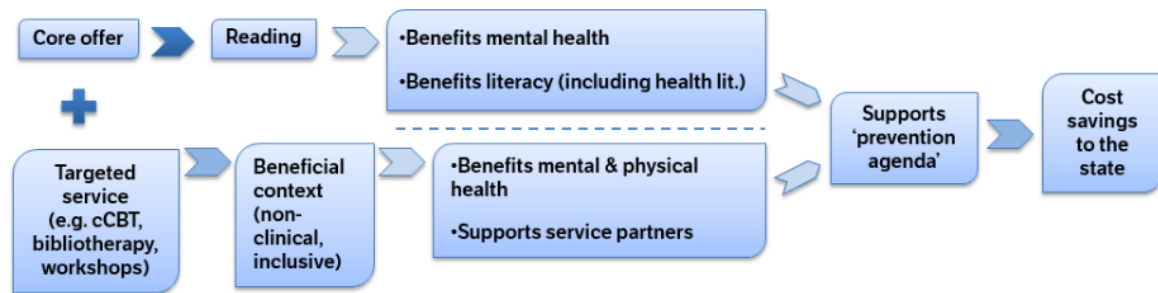 Core offer
Reading
•Benefits mental health
•Benefits literacy (including health lit.)
Targeted
service
(e.g. cCBT,
bibliotherapy,
workshops)
Beneficial
context
(non-
clinical,
inclusive)
•Benefits mental & physical
health
•Supports service partners
Supports
‘prevention
agenda’
Cost
savings
to the
state